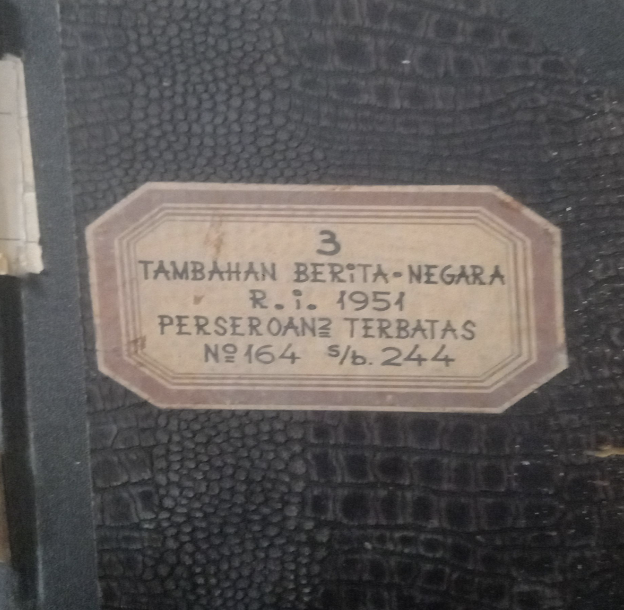 3
TAMBAHAN BERiTA-NEGARA
R.i. 1951
PERSEROAN2 TERBATAS
Nº 164 s/b. 244